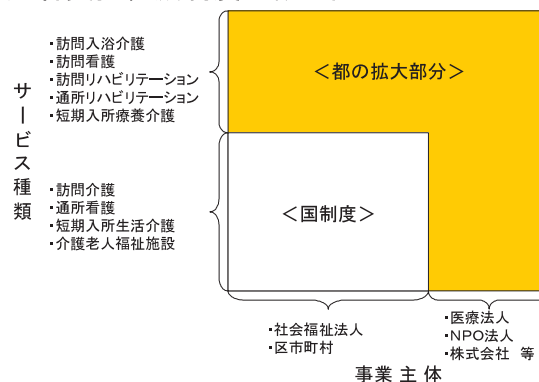 ・訪問入浴介護
・訪問看護
・訪問リハビリテーション
・通所リハビリテーション
・短期入所療養介護
＜都の拡大部分＞
サービス種類
・訪問介護
・通所看護
・短期入所生活介護
・介護老人福祉施設
＜国制度＞
・社会福祉法人
・区市町村
・医療法人
・NPO法人
・株式会社 等
事業主体